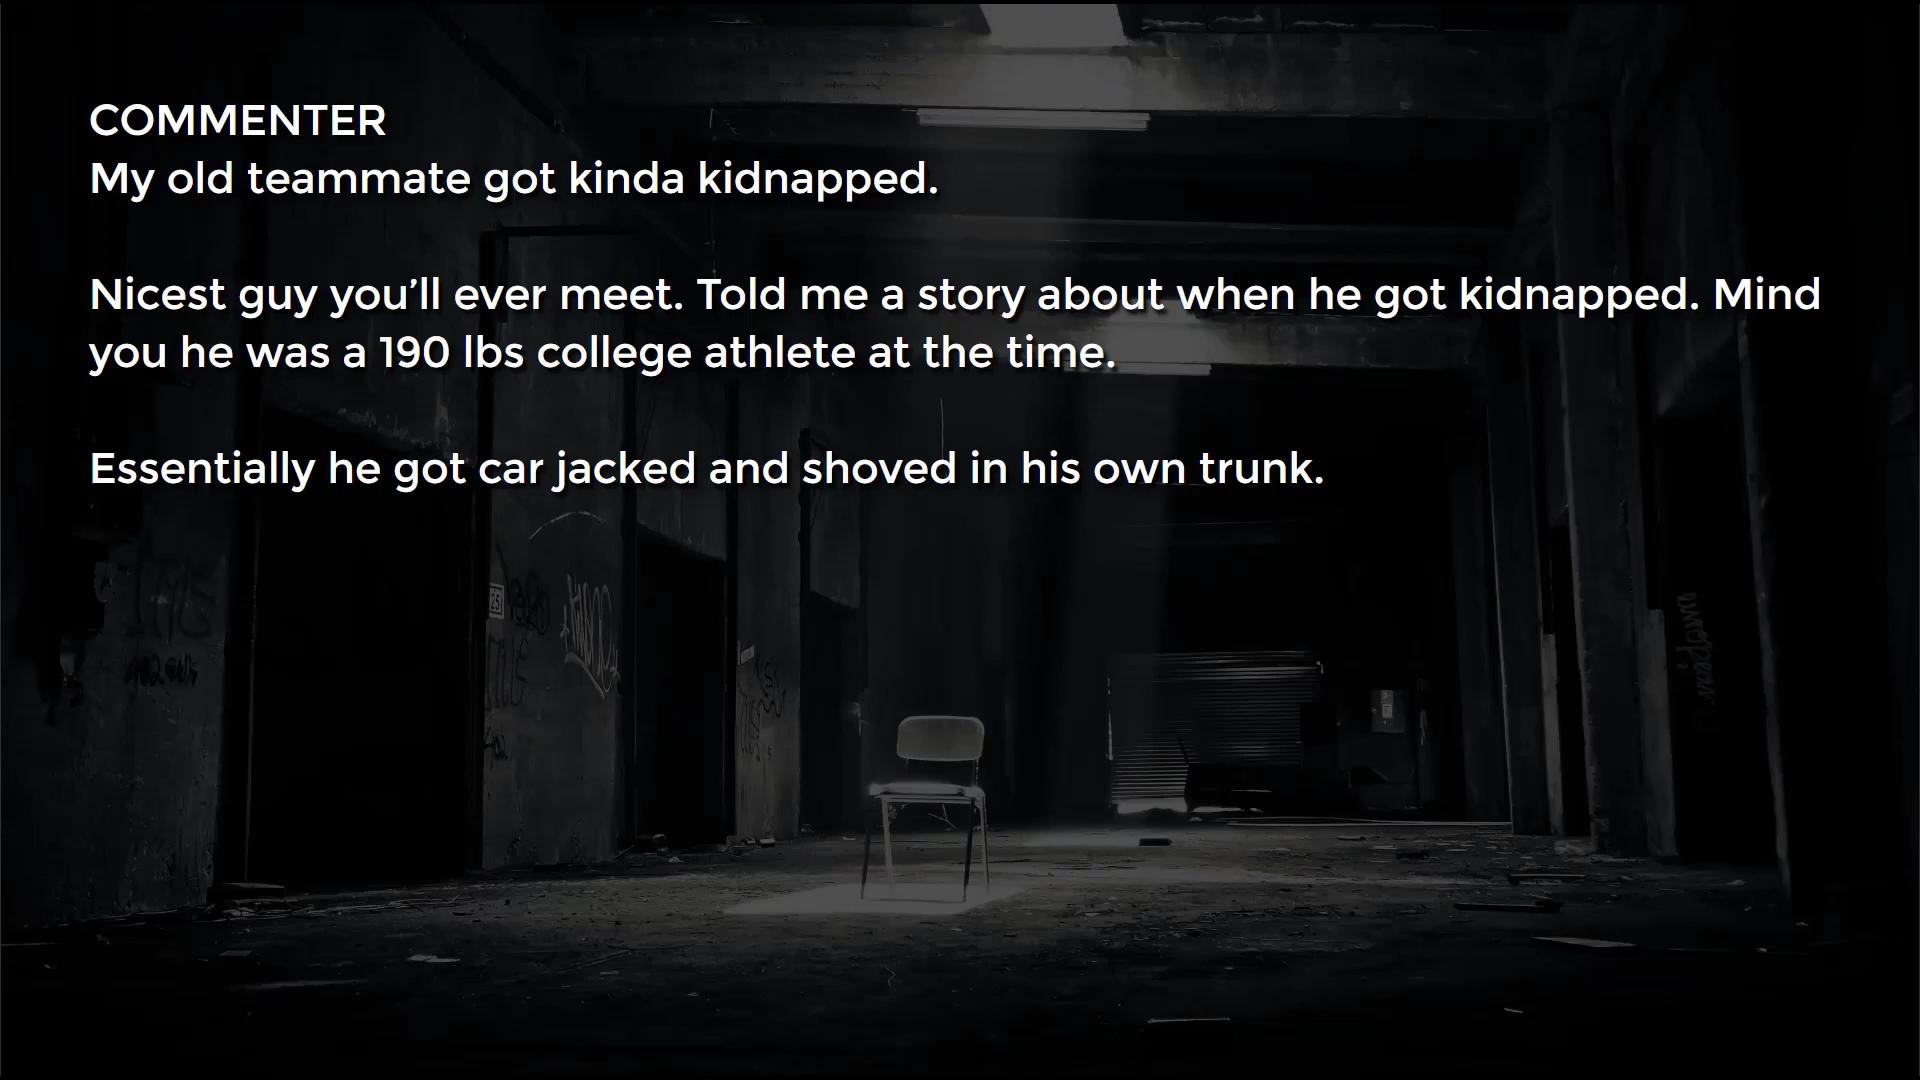 COMMENTER
My old teammate got kinda kidnapped.
Nicest guy you’ll ever meet. Told me a story about when he got kidnapped. Mind
you he was a 190 lbs college athlete at the time.
Essentially he got car jacked and shoved in his own trunk.
25